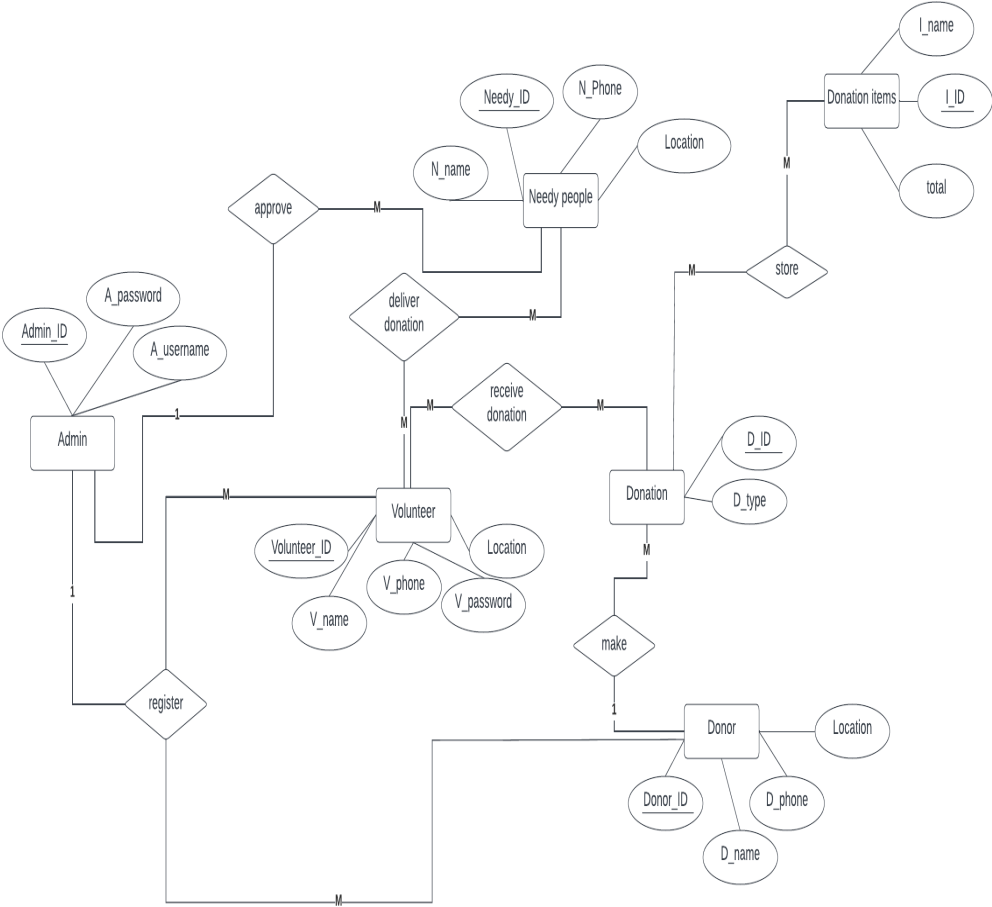 I_name
Donation items
I_ID
total
M
store
M
Needy_ID
N_Phone
Location
N_name
Needy people
approve
M
deliver
donation
M
A_password
Admin_ID
A_username
Admin
1
M
receive
donation
M
M
D_ID
D_type
Donation
M
M
Volunteer
Volunteer_ID
Location
V_phone
V_password
V_name
1
make
1
register
Donor
Location
Donor_ID
D_phone
D_name
M